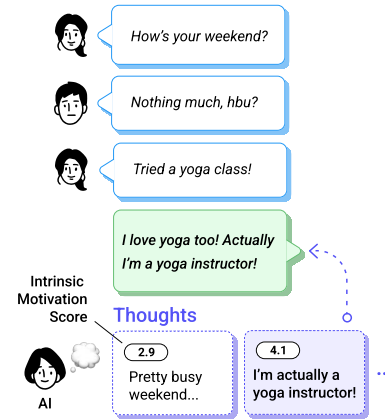 How's your weekend?
Nothing much, hbu?
Tried a yoga class!
I love yoga too! Actually
I'm a yoga instructor!
Intrinsic
Motivation
Score
Thoughts
2.9
Pretty busy
weekend...
4.1
I'm actually a
yoga instructor!
AI